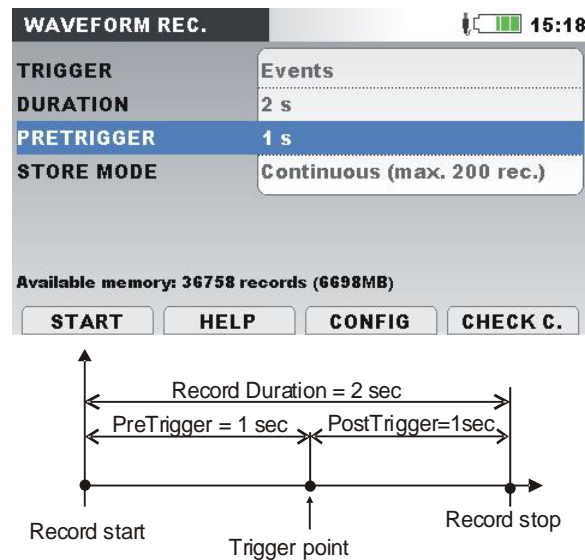 WAVEFORM REC. 15:18
TRIGGER Events
DURATION 2 s
PRETRIGGER 1 s
STORE MODE Continuous (max. 200 rec.)
Available memory: 36758 records (6698MB)
START HELP CONFIG CHECK C.
Record Duration = 2 sec
PreTrigger = 1 sec PostTrigger=1sec
Record start Record stop
Trigger point